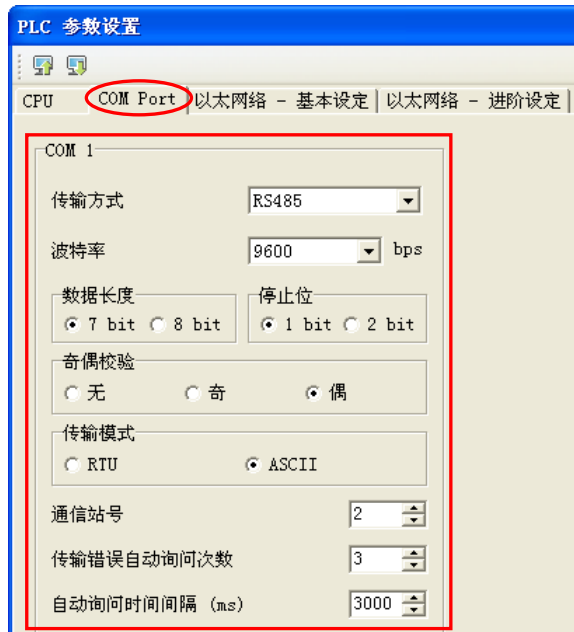 PLC 参数设置
CPU COM Port 以太网络 - 基本设定 以太网络 - 进阶设定
COM 1
传输方式 RS485
波特率 9600 bps
数据长度 停止位
7 bit 8 bit 1 bit 2 bit
奇偶校验
无 奇 偶
传输模式
RTU ASCII
通信站号 2
传输错误自动询问次数 3
自动询问时间间隔 (ms) 3000